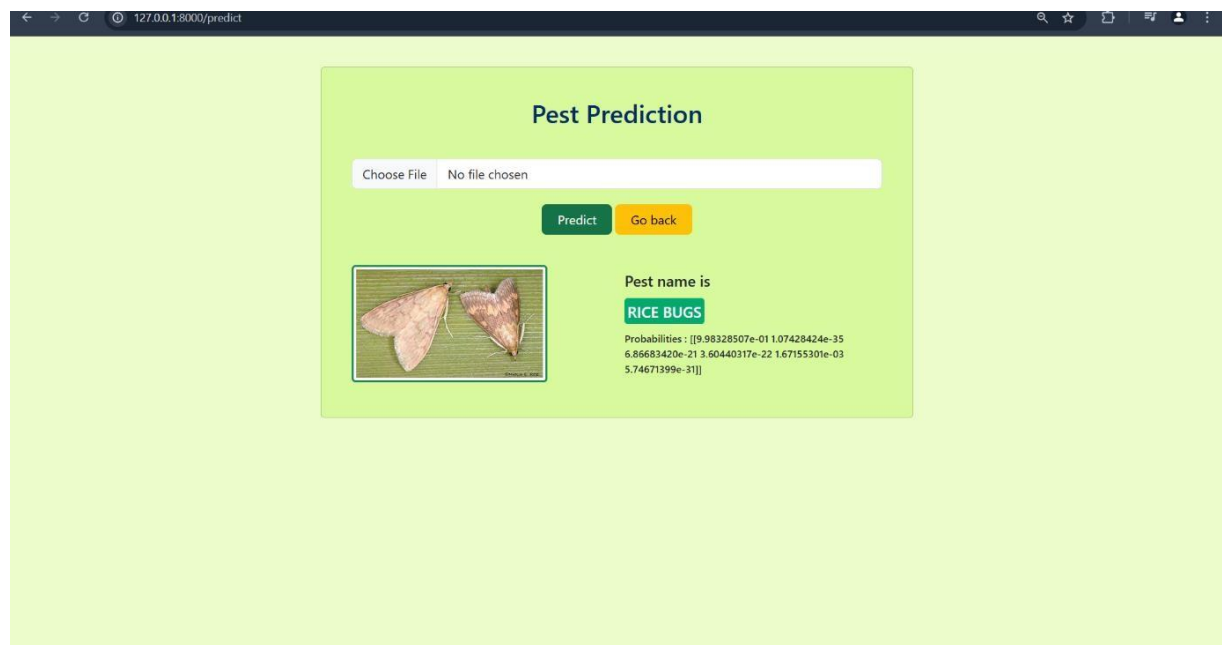 127.0.0.1:8000/predict
Pest Prediction
Choose File No file chosen
Predict Go back
Pest name is
RICE BUGS
Probabilities : [[9.98328507e-01 1.07428424e-35
6.86683420e-21 3.60440317e-22 1.67155301e-03
5.74671399e-31]]